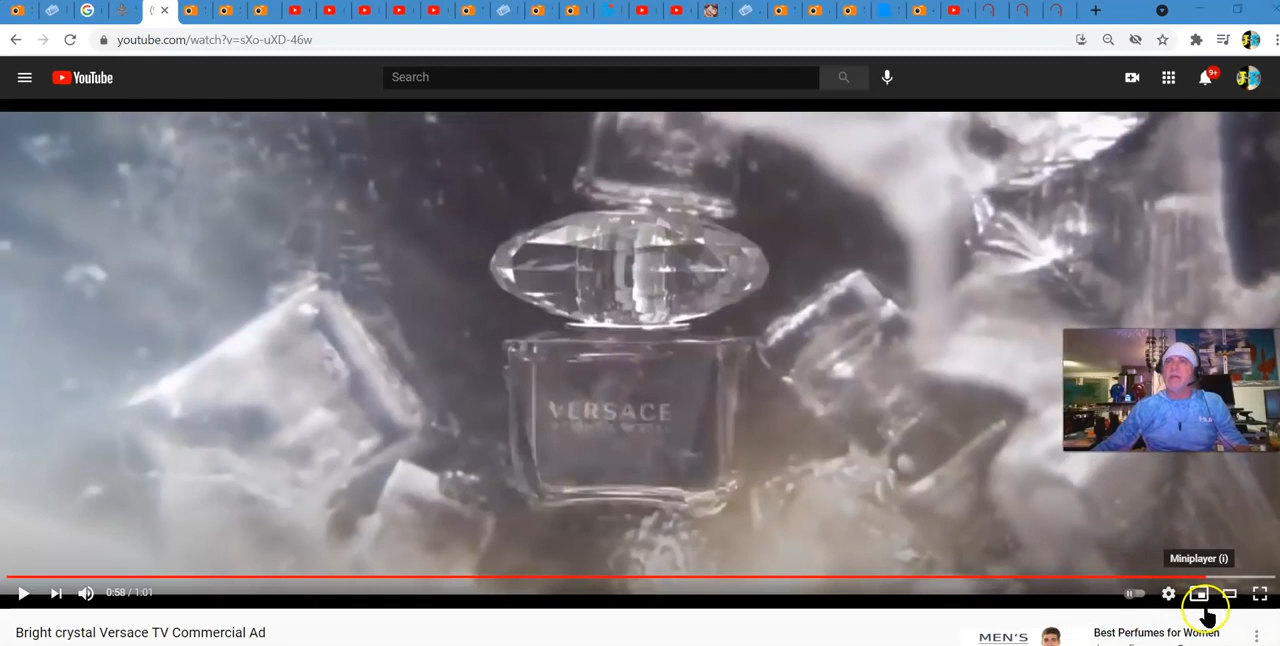 youtube.com/watch?v=sXo-uXD-46w
YouTube
Search
9+
VERSACE
Miniplayer (i)
0:58 / 1:01
Bright crystal Versace TV Commercial Ad
MEN'S
Best Perfumes for Women